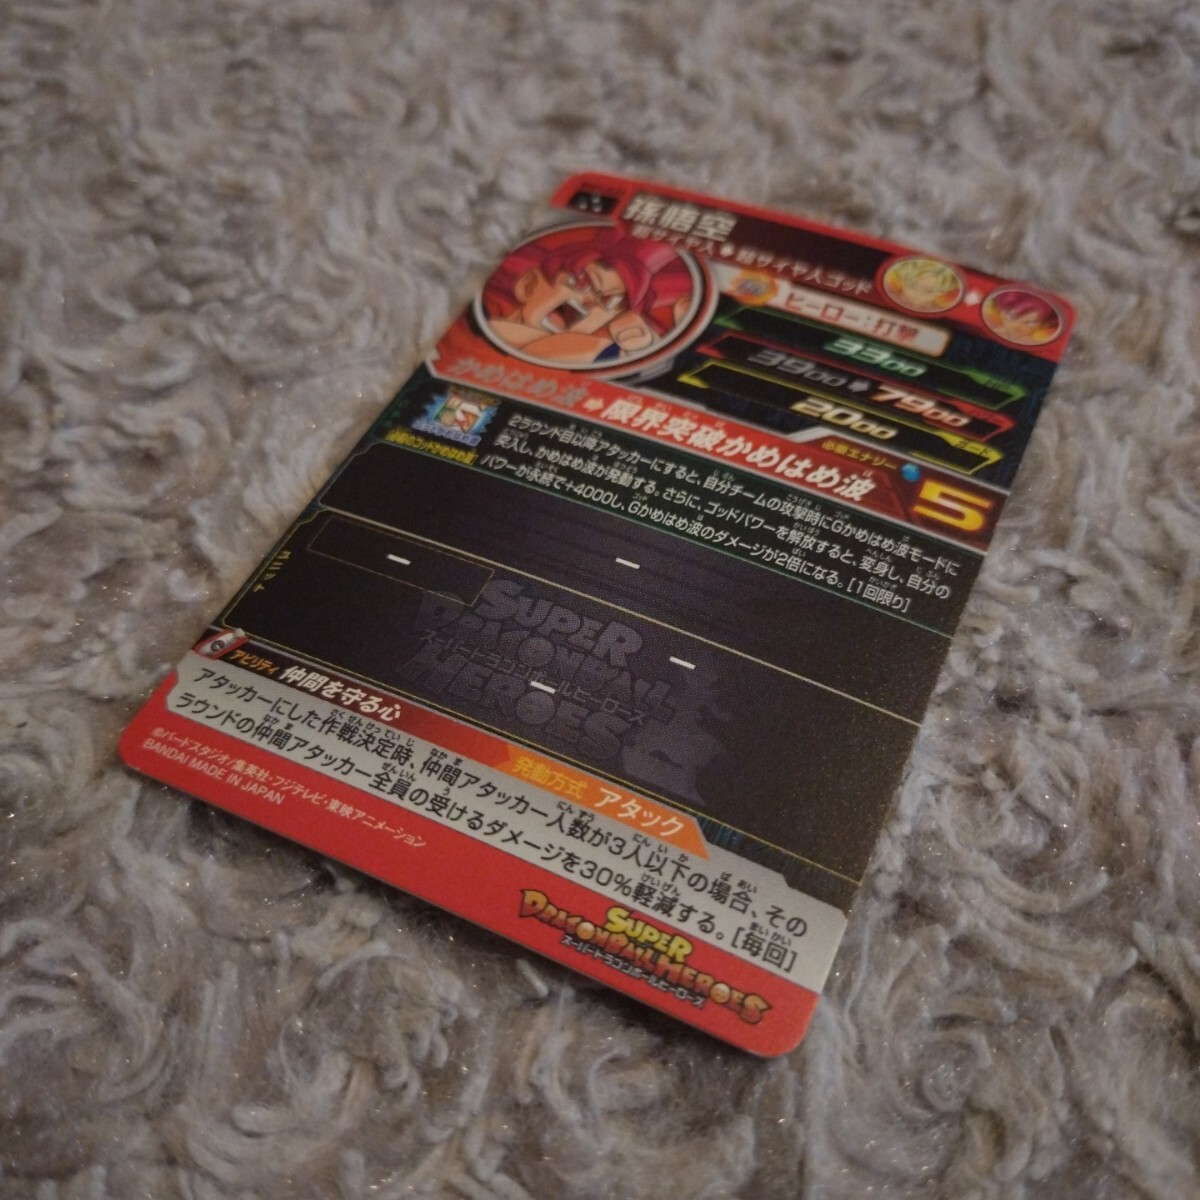 孫悟空
超サイヤ人➡超サイヤ人ゴッド
ヒーロー:打撃
3300
3900➡7900
2000
かめはめ波➡限界突破かめはめ波
必要エナリー 5
2ラウンド目以降アタッカーにすると、自分チームの攻撃時にGかめはめ波モードに
突入し、かめはめ波が発動する。さらに、ゴッドパワーを解放すると、変身し、自分の
パワーが永続で+4000し、Gかめはめ波のダメージが2倍になる。[1回限り]
ー
ー
ユニット
ー
ー
SUPER
DRAGONBALL
スーパードラゴンボールヒーローズ
HEROES
アビリティ 仲間を守る心
発動方式 アタック
アタッカーにした作戦決定時、仲間アタッカー人数が3人以下の場合、その
ラウンドの仲間アタッカー全員の受けるダメージを30%軽減する。[毎回]
©バードスタジオ/集英社・フジテレビ・東映アニメーション
BANDAI MADE IN JAPAN
SUPER
DRAGONBALL HEROES
スーパードラゴンボールヒーローズ